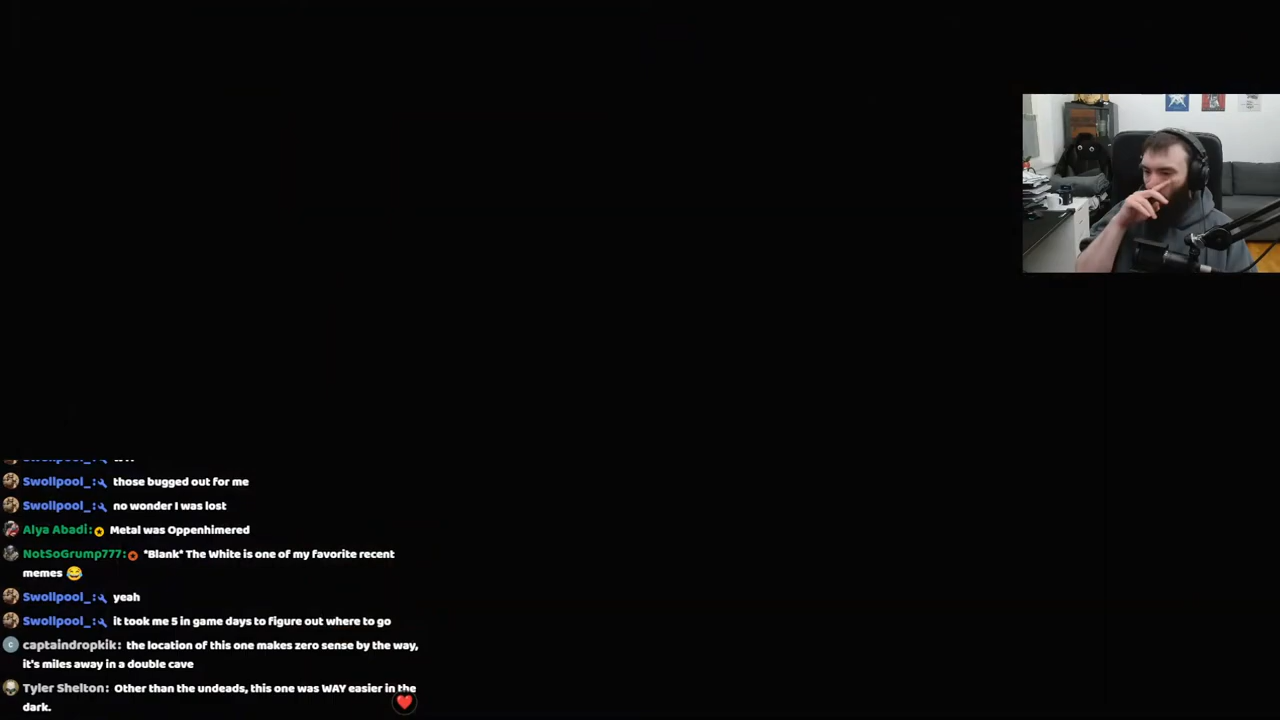 Swollpool_:
Swollpool_: those bugged out for me
Swollpool_: no wonder I was lost
Alya Abadi: Metal was Oppenhimered
NotSoGrump777: *Blank* The White is one of my favorite recent
memes 😂
Swollpool_: yeah
Swollpool_: it took me 5 in game days to figure out where to go
captaindropkik: the location of this one makes zero sense by the way,
it's miles away in a double cave
Tyler Shelton: Other than the undeads, this one was WAY easier in the
dark.